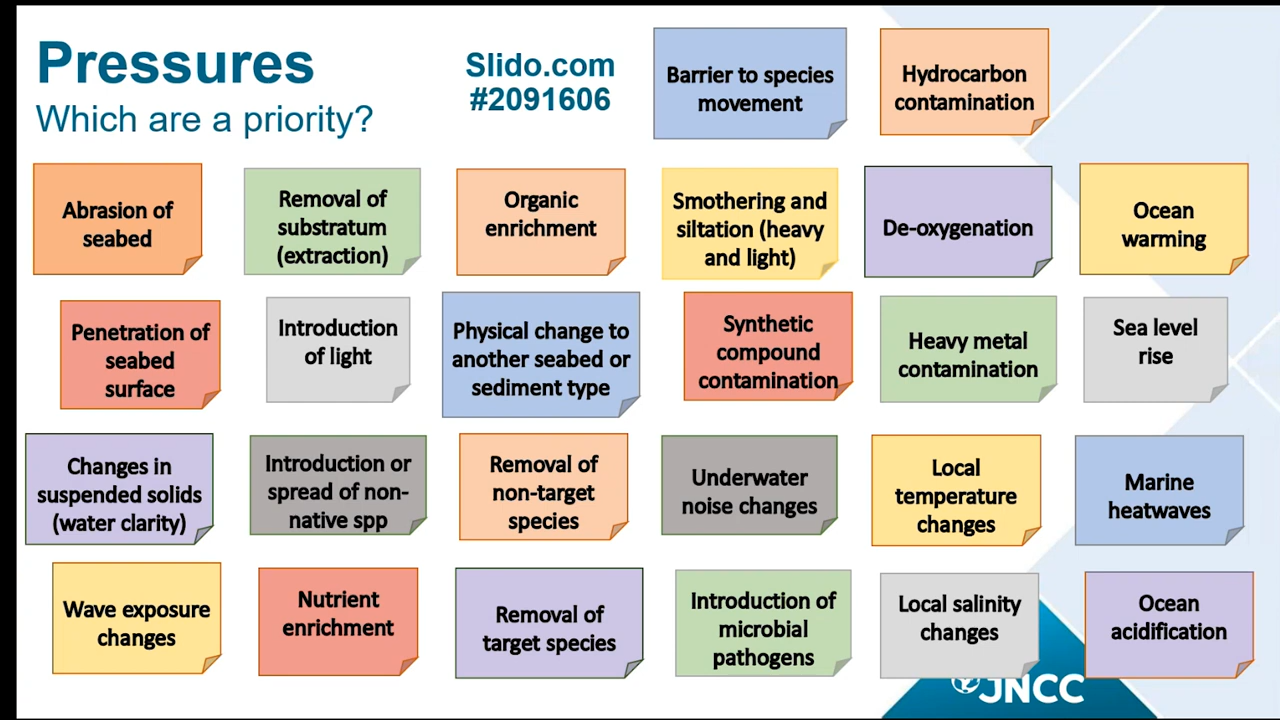 Pressures
Which are a priority?
Slido.com
#2091606
Barrier to species
movement
Hydrocarbon
contamination
Abrasion of
seabed
Removal of
substratum
(extraction)
Organic
enrichment
Smothering and
siltation (heavy
and light)
De-oxygenation
Ocean
warming
Penetration of
seabed
surface
Introduction
of light
Physical change to
another seabed or
sediment type
Synthetic
compound
contamination
Heavy metal
contamination
Sea level
rise
Changes in
suspended solids
(water clarity)
Introduction or
spread of non-
native spp
Removal of
non-target
species
Underwater
noise changes
Local
temperature
changes
Marine
heatwaves
Wave exposure
changes
Nutrient
enrichment
Removal of
target species
Introduction of
microbial
pathogens
Local salinity
changes
Ocean
acidification
JNCC